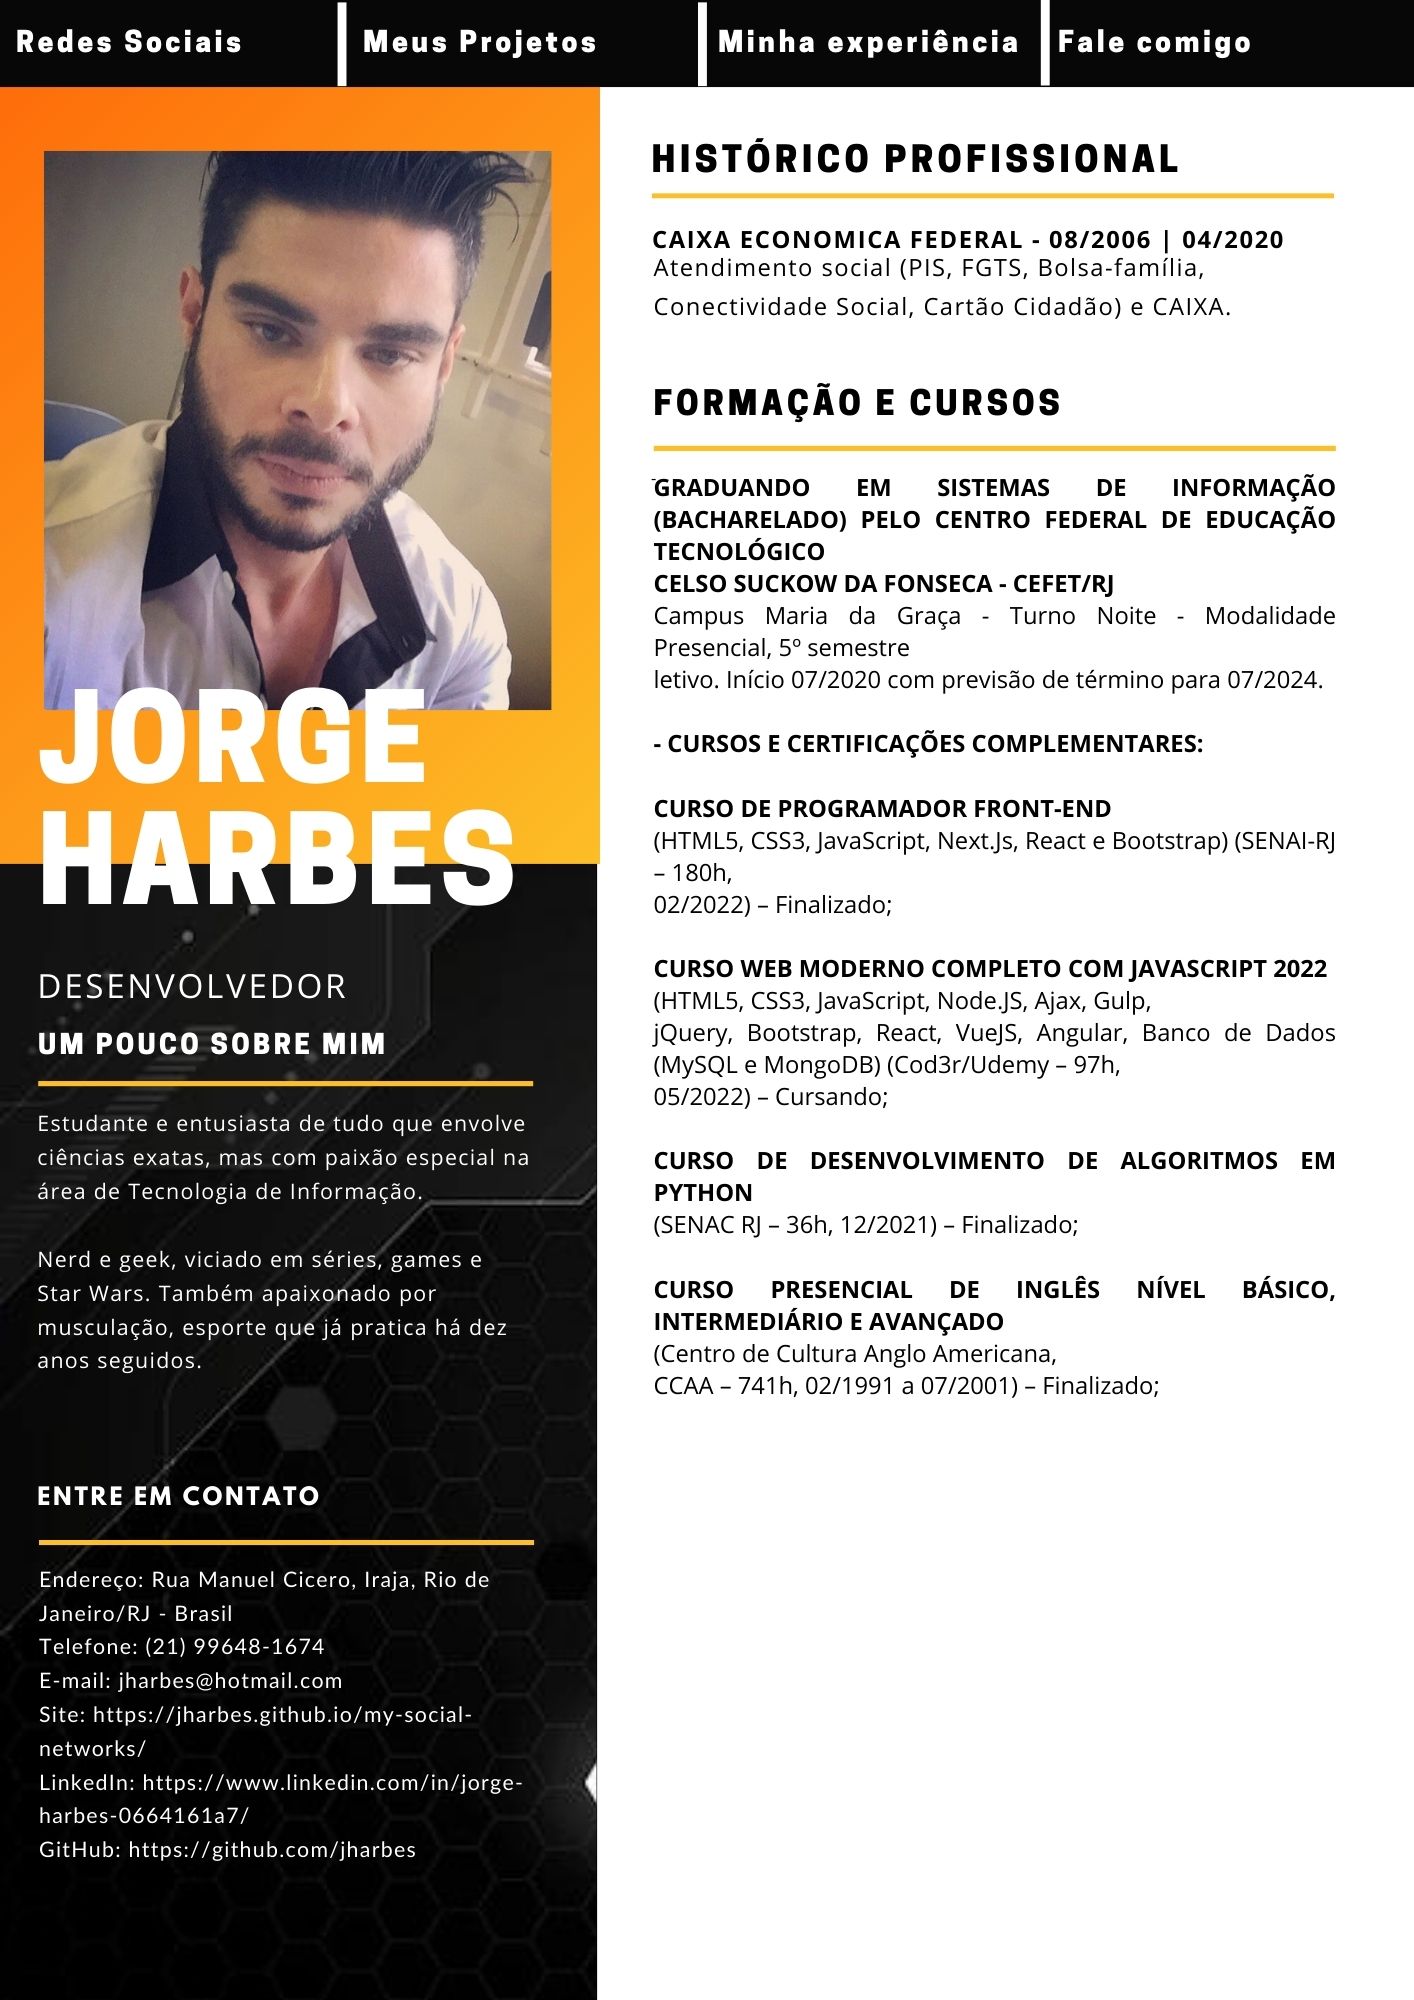 Redes Sociais
Meus Projetos
Minha experiência
Fale comigo
JORGE
HARBES
DESENVOLVEDOR
UM POUCO SOBRE MIM
Estudante e entusiasta de tudo que envolve
ciências exatas, mas com paixão especial na
área de Tecnologia de Informação.
Nerd e geek, viciado em séries, games e
Star Wars. Também apaixonado por
musculação, esporte que já pratica há dez
anos seguidos.
ENTRE EM CONTATO
Endereço: Rua Manuel Cicero, Iraja, Rio de
Janeiro/RJ - Brasil
Telefone: (21) 99648-1674
E-mail: jharbes@hotmail.com
Site: https://jharbes.github.io/my-social-
networks/
LinkedIn: https://www.linkedin.com/in/jorge-
harbes-0664161a7/
GitHub: https://github.com/jharbes
HISTÓRICO PROFISSIONAL
CAIXA ECONOMICA FEDERAL - 08/2006 | 04/2020
Atendimento social (PIS, FGTS, Bolsa-família,
Conectividade Social, Cartão Cidadão) e CAIXA.
FORMAÇÃO E CURSOS
GRADUANDO EM SISTEMAS DE INFORMAÇÃO
(BACHARELADO) PELO CENTRO FEDERAL DE EDUCAÇÃO
TECNOLÓGICO
CELSO SUCKOW DA FONSECA - CEFET/RJ
Campus Maria da Graça - Turno Noite - Modalidade
Presencial, 5º semestre
letivo. Início 07/2020 com previsão de término para 07/2024.
- CURSOS E CERTIFICAÇÕES COMPLEMENTARES:
CURSO DE PROGRAMADOR FRONT-END
(HTML5, CSS3, JavaScript, Next.Js, React e Bootstrap) (SENAI-RJ
– 180h,
02/2022) – Finalizado;
CURSO WEB MODERNO COMPLETO COM JAVASCRIPT 2022
(HTML5, CSS3, JavaScript, Node.JS, Ajax, Gulp,
jQuery, Bootstrap, React, VueJS, Angular, Banco de Dados
(MySQL e MongoDB) (Cod3r/Udemy – 97h,
05/2022) – Cursando;
CURSO DE DESENVOLVIMENTO DE ALGORITMOS EM
PYTHON
(SENAC RJ – 36h, 12/2021) – Finalizado;
CURSO PRESENCIAL DE INGLÊS NÍVEL BÁSICO,
INTERMEDIÁRIO E AVANÇADO
(Centro de Cultura Anglo Americana,
CCAA – 741h, 02/1991 a 07/2001) – Finalizado;